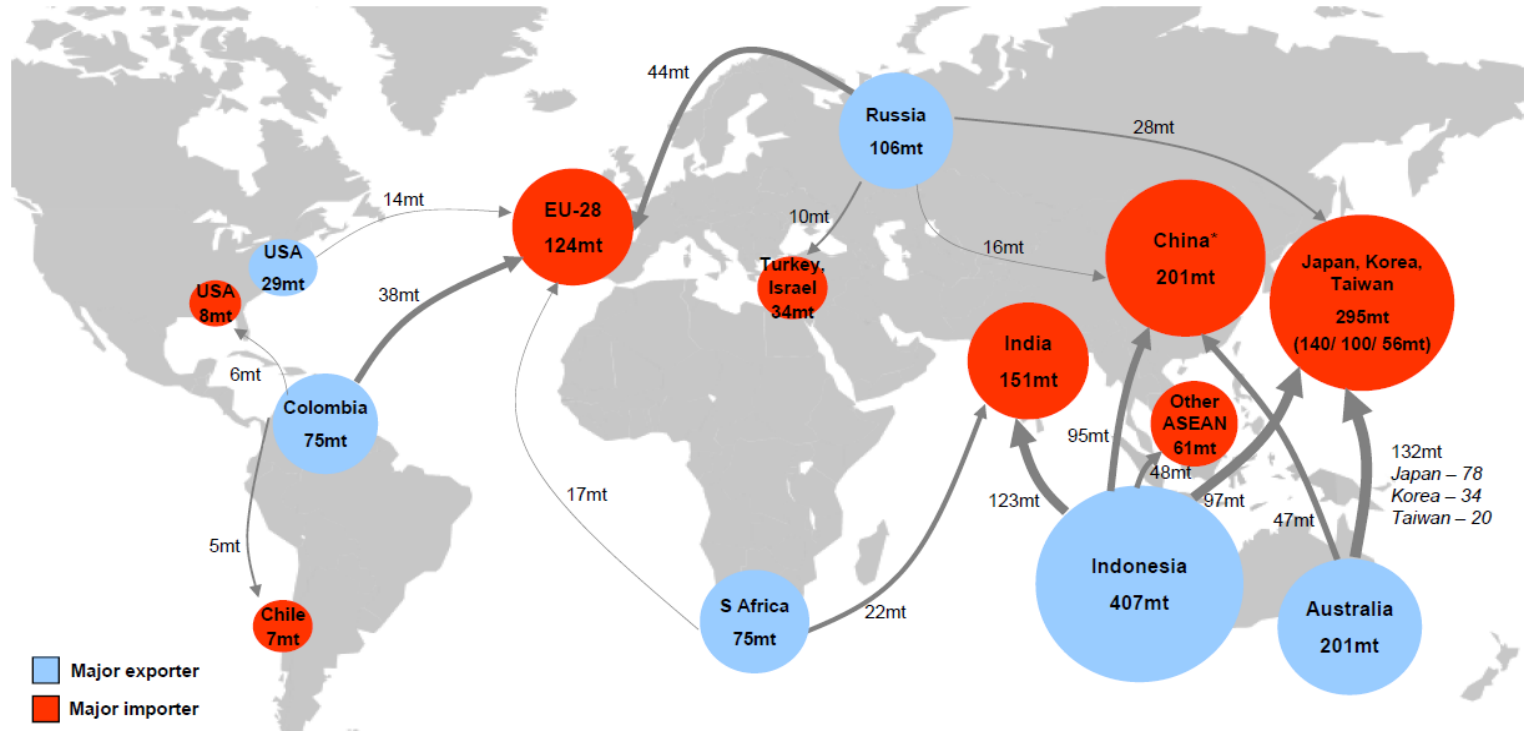 44mt
Russia
106mt
28mt
14mt
EU-28
124mt
10mt
16mt
China*
201mt
USA
29mt
USA
8mt
38mt
Turkey,
Israel
34mt
Japan, Korea,
Taiwan
295mt
(140/ 100/ 56mt)
India
151mt
6mt
Colombia
75mt
Other
ASEAN
61mt
95mt
48mt
97mt
132mt
Japan – 78
Korea – 34
Taiwan – 20
17mt
123mt
47mt
5mt
Indonesia
407mt
Chile
7mt
S Africa
75mt
22mt
Australia
201mt
Major exporter
Major importer